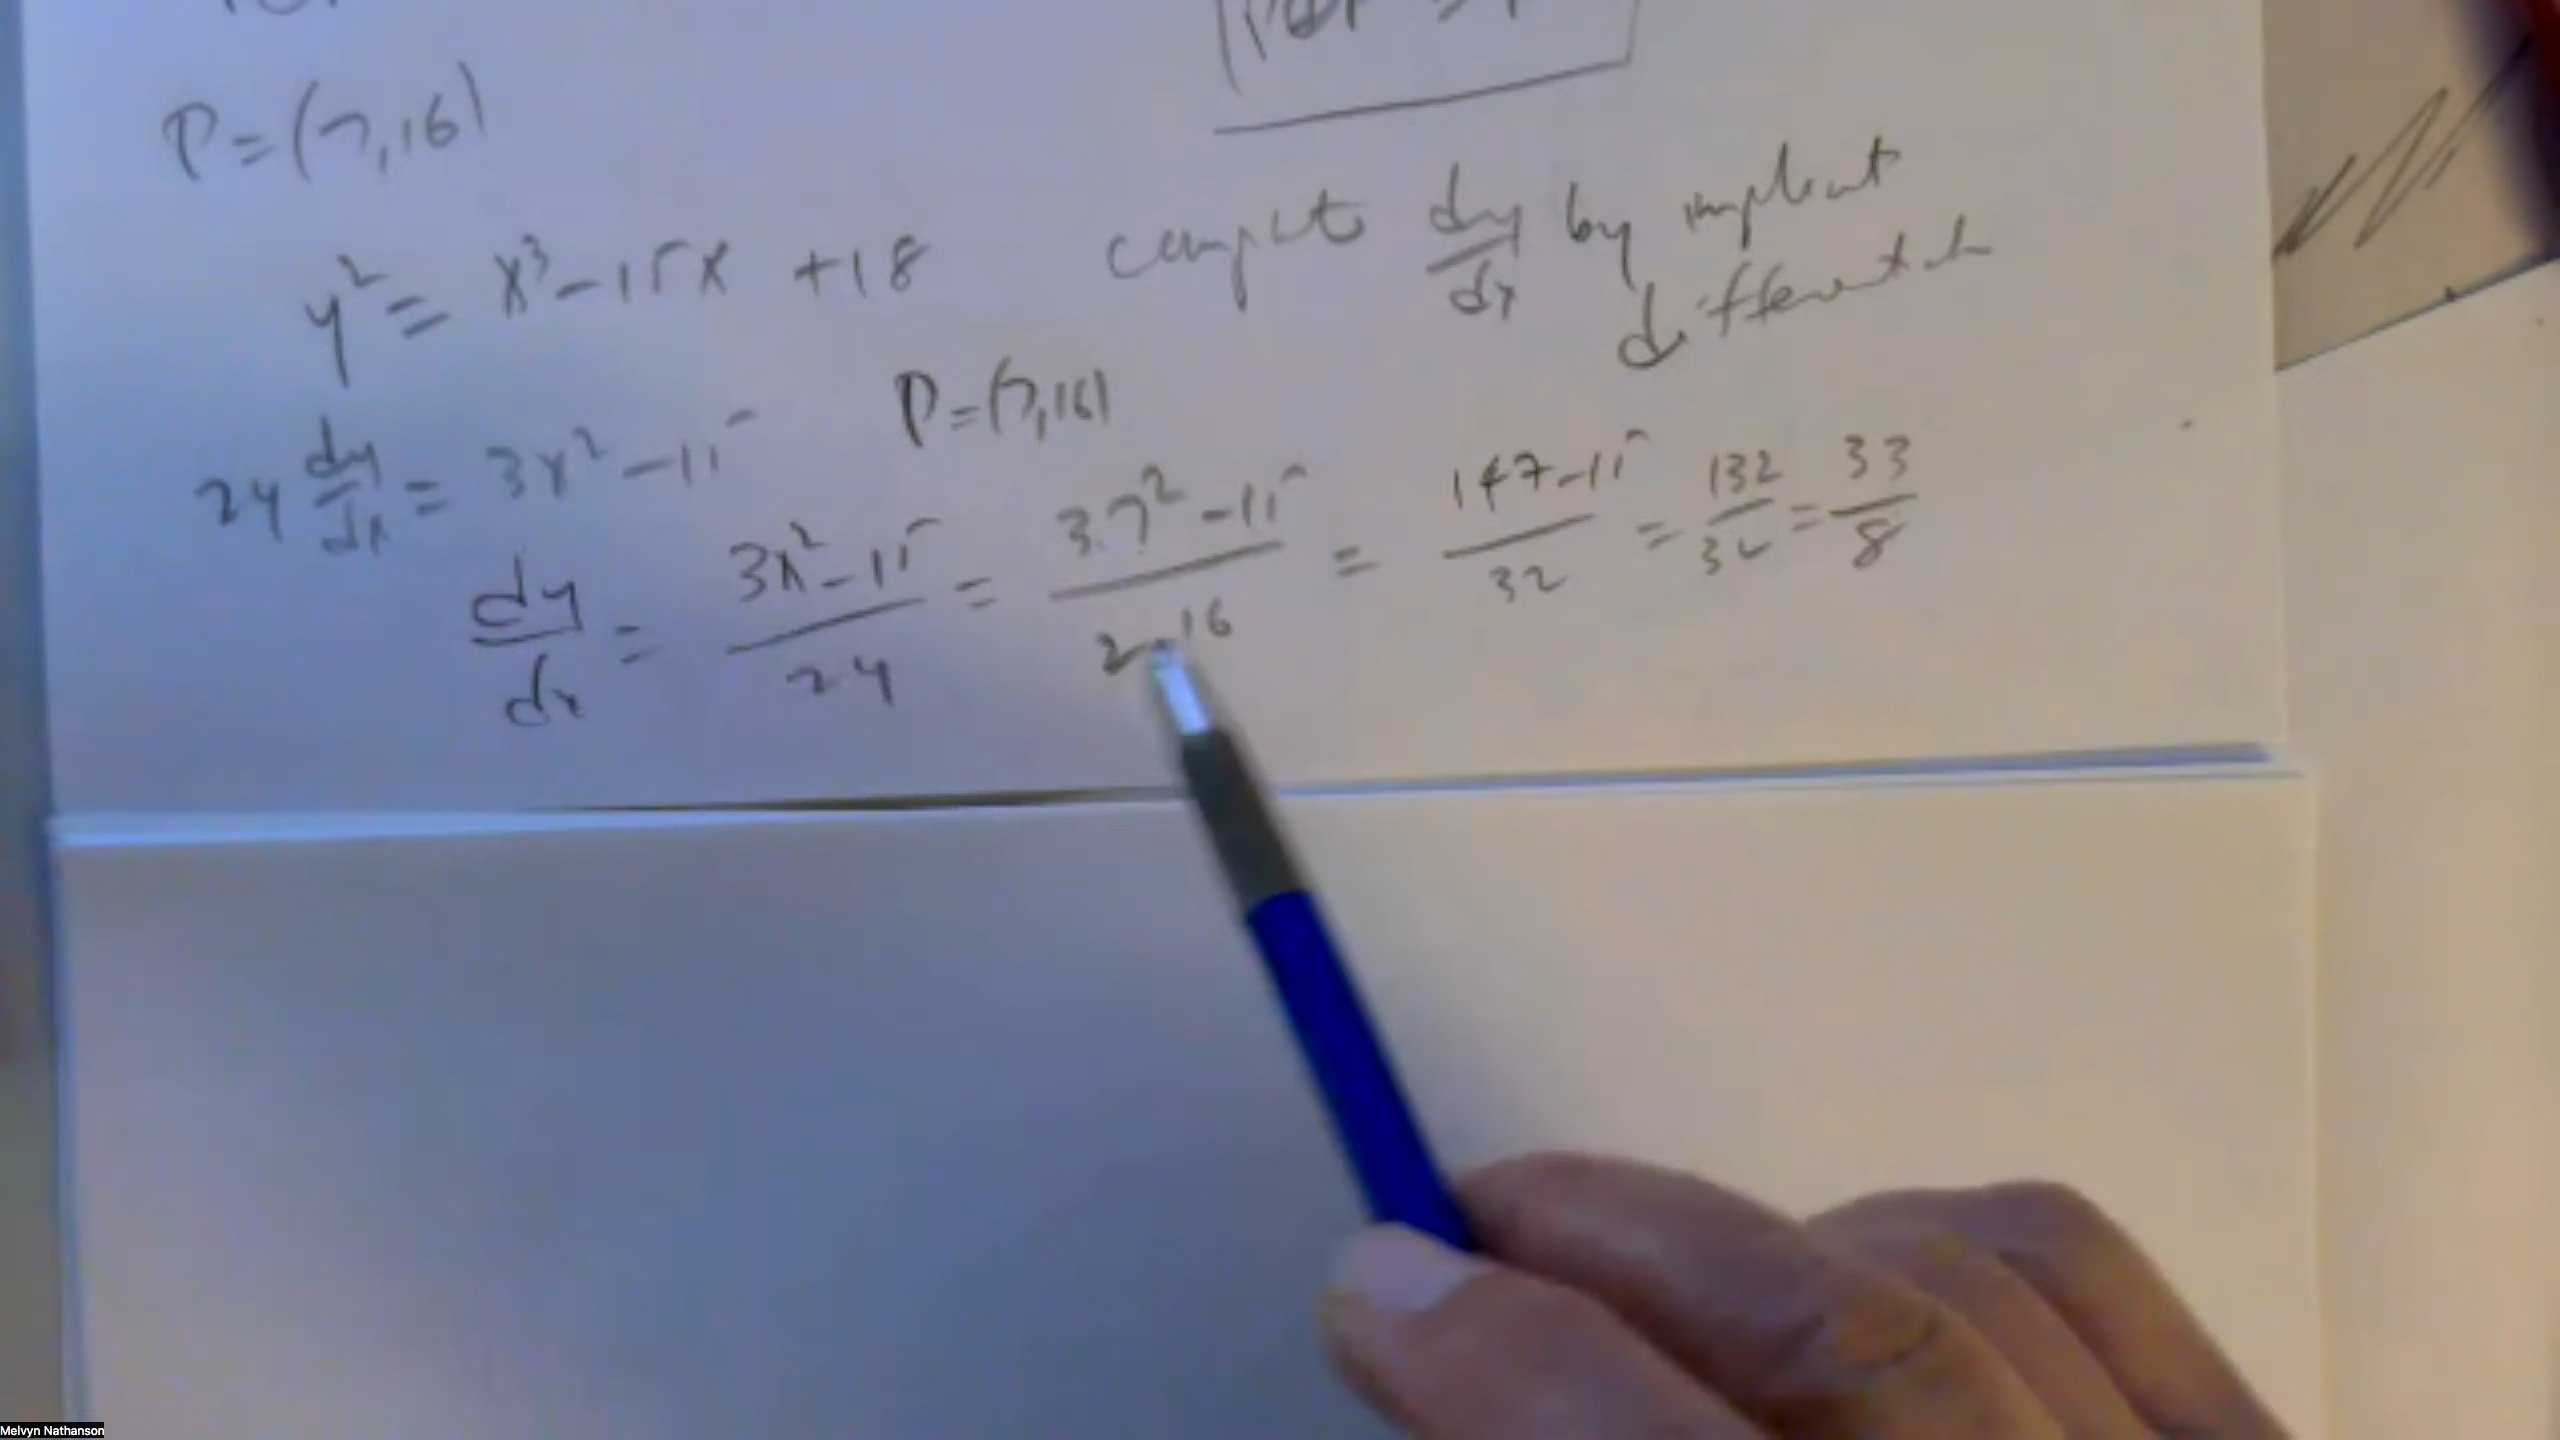 P=(7,16)
y²= x³-15x +18
compute dy/dx by implicit
differentiation
P=(7,16)
2y dy/dx = 3x²-15
dy/dx = (3x²-15)/2y = (3·7²-15)/(2·16) = (147-15)/32 = 132/32 = 33/8
Melvyn Nathanson